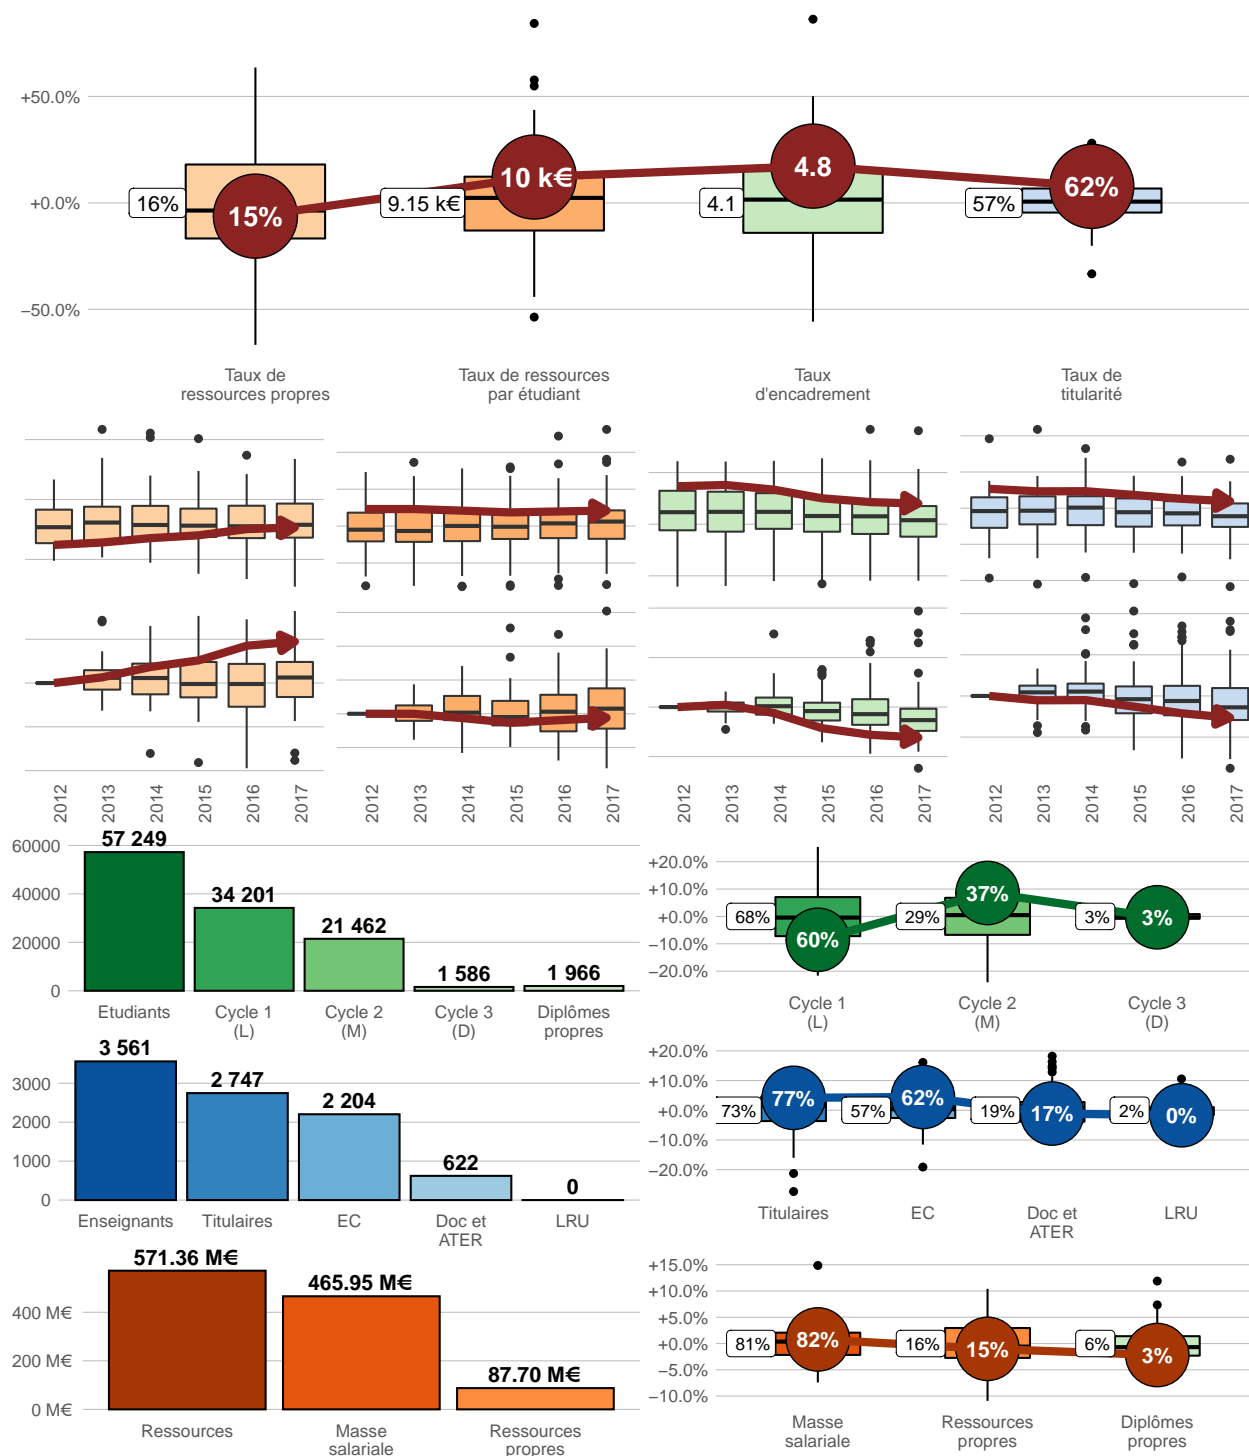 +50.0%
+0.0%
−50.0%
16%
15%
9.15 k€
10 k€
4.1
4.8
57%
62%
Taux de
ressources propres
Taux de ressources
par étudiant
Taux
d'encadrement
Taux de
titularité
2012
2013
2014
2015
2016
2017
2012
2013
2014
2015
2016
2017
2012
2013
2014
2015
2016
2017
2012
2013
2014
2015
2016
2017
60000
40000
20000
0
57 249
34 201
21 462
1 586
1 966
Etudiants
Cycle 1
(L)
Cycle 2
(M)
Cycle 3
(D)
Diplômes
propres
+20.0%
+10.0%
+0.0%
−10.0%
−20.0%
68%
60%
29%
37%
3%
3%
Cycle 1
(L)
Cycle 2
(M)
Cycle 3
(D)
3000
2000
1000
0
3 561
2 747
2 204
622
0
Enseignants
Titulaires
EC
Doc et
ATER
LRU
+20.0%
+10.0%
+0.0%
−10.0%
−20.0%
73%
77%
57%
62%
19%
17%
2%
0%
Titulaires
EC
Doc et
ATER
LRU
400 M€
200 M€
0 M€
571.36 M€
465.95 M€
87.70 M€
Ressources
Masse
salariale
Ressources
propres
+15.0%
+10.0%
+5.0%
+0.0%
−5.0%
−10.0%
81%
82%
16%
15%
6%
3%
Masse
salariale
Ressources
propres
Diplômes
propres